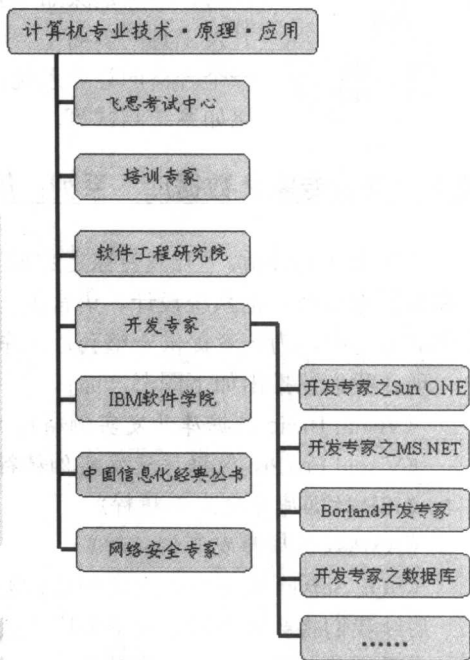 计算机专业技术·原理·应用
飞思考试中心
培训专家
软件工程研究院
开发专家
IBM软件学院
中国信息化经典丛书
网络安全专家
开发专家之Sun ONE
开发专家之MS.NET
Borland开发专家
开发专家之数据库
……